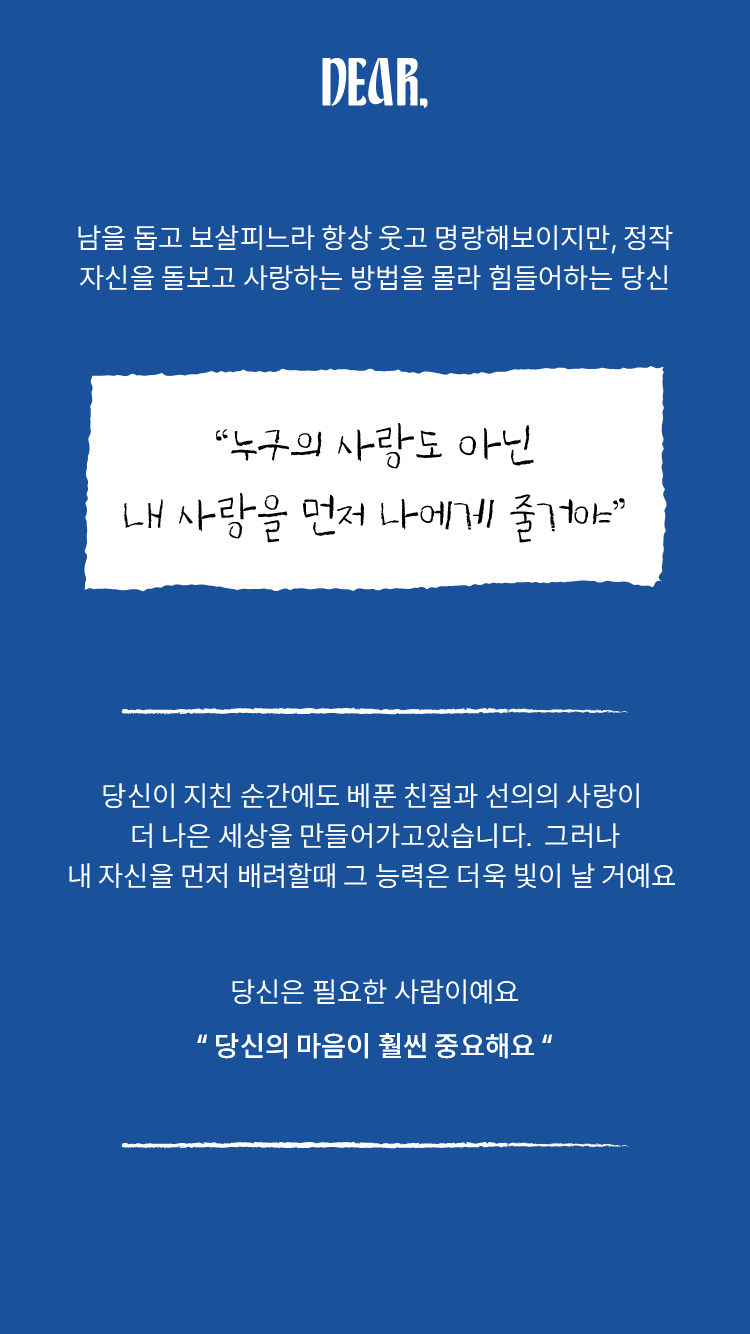 DEAR,
남을 돕고 보살피느라 항상 웃고 명랑해보이지만, 정작
자신을 돌보고 사랑하는 방법을 몰라 힘들어하는 당신
“누구의 사랑도 아닌
내 사랑을 먼저 나에게 줄거야”
당신이 지친 순간에도 베푼 친절과 선의의 사랑이
더 나은 세상을 만들어가고있습니다. 그러나
내 자신을 먼저 배려할때 그 능력은 더욱 빛이 날 거예요
당신은 필요한 사람이예요
“ 당신의 마음이 훨씬 중요해요 “